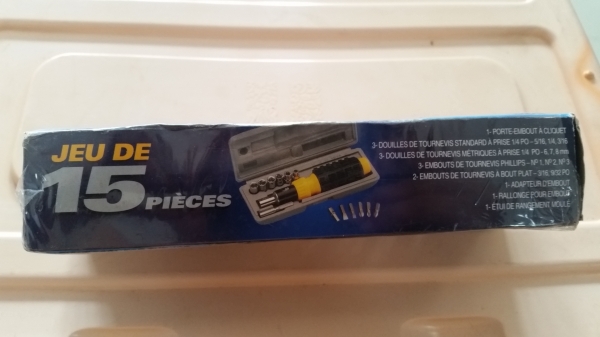 JEU DE
15 PIÈCES
1- PORTE-EMBOUT À CLIQUET
3- DOUILLES DE TOURNEVIS STANDARD À PRISE 1/4 PO - 5/16, 1/4, 3/16
3- DOUILLES DE TOURNEVIS MÉTRIQUES À PRISE 1/4 PO - 6, 7, 8 mm
3- EMBOUTS DE TOURNEVIS PHILLIPS - Nº 1, Nº 2, Nº 3
2- EMBOUTS DE TOURNEVIS À BOUT PLAT - 3/16, 9/32 PO
1- ADAPTEUR D'EMBOUT
1- RALLONGE POUR EMBOUT
1- ÉTUI DE RANGEMENT MOULÉ